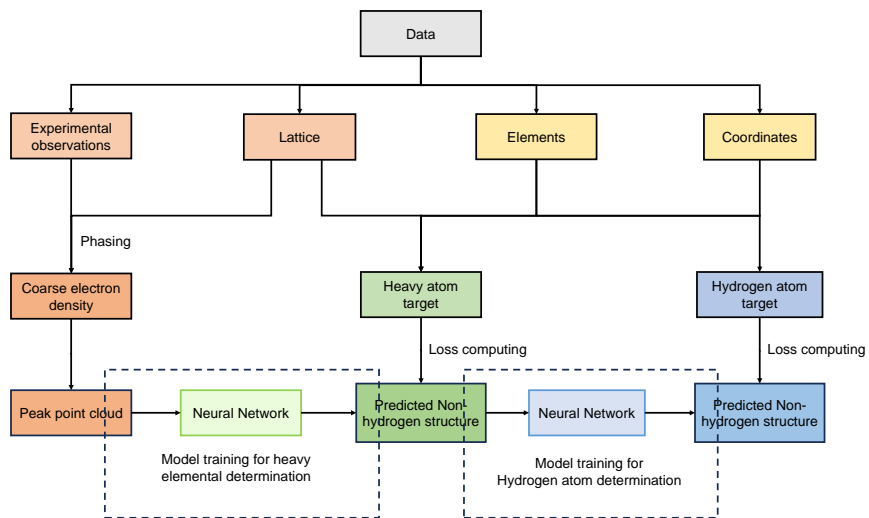 Data
Experimental
observations
Lattice
Elements
Coordinates
Phasing
Coarse electron
density
Heavy atom
target
Hydrogen atom
target
Loss computing
Loss computing
Peak point cloud
Neural Network
Predicted Non-
hydrogen structure
Neural Network
Predicted Non-
hydrogen structure
Model training for heavy
elemental determination
Model training for
Hydrogen atom determination